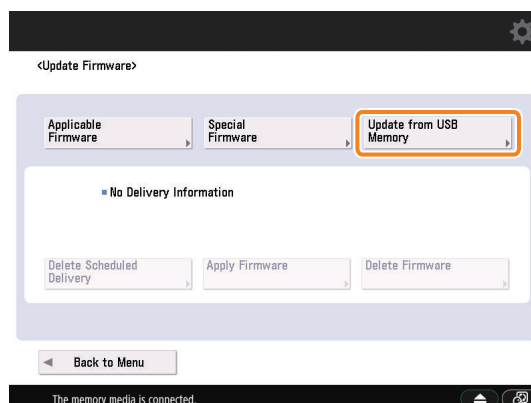 <Update Firmware>
Applicable
Firmware
Special
Firmware
Update from USB
Memory
No Delivery Information
Delete Scheduled
Delivery
Apply Firmware
Delete Firmware
Back to Menu
The memory media is connected.